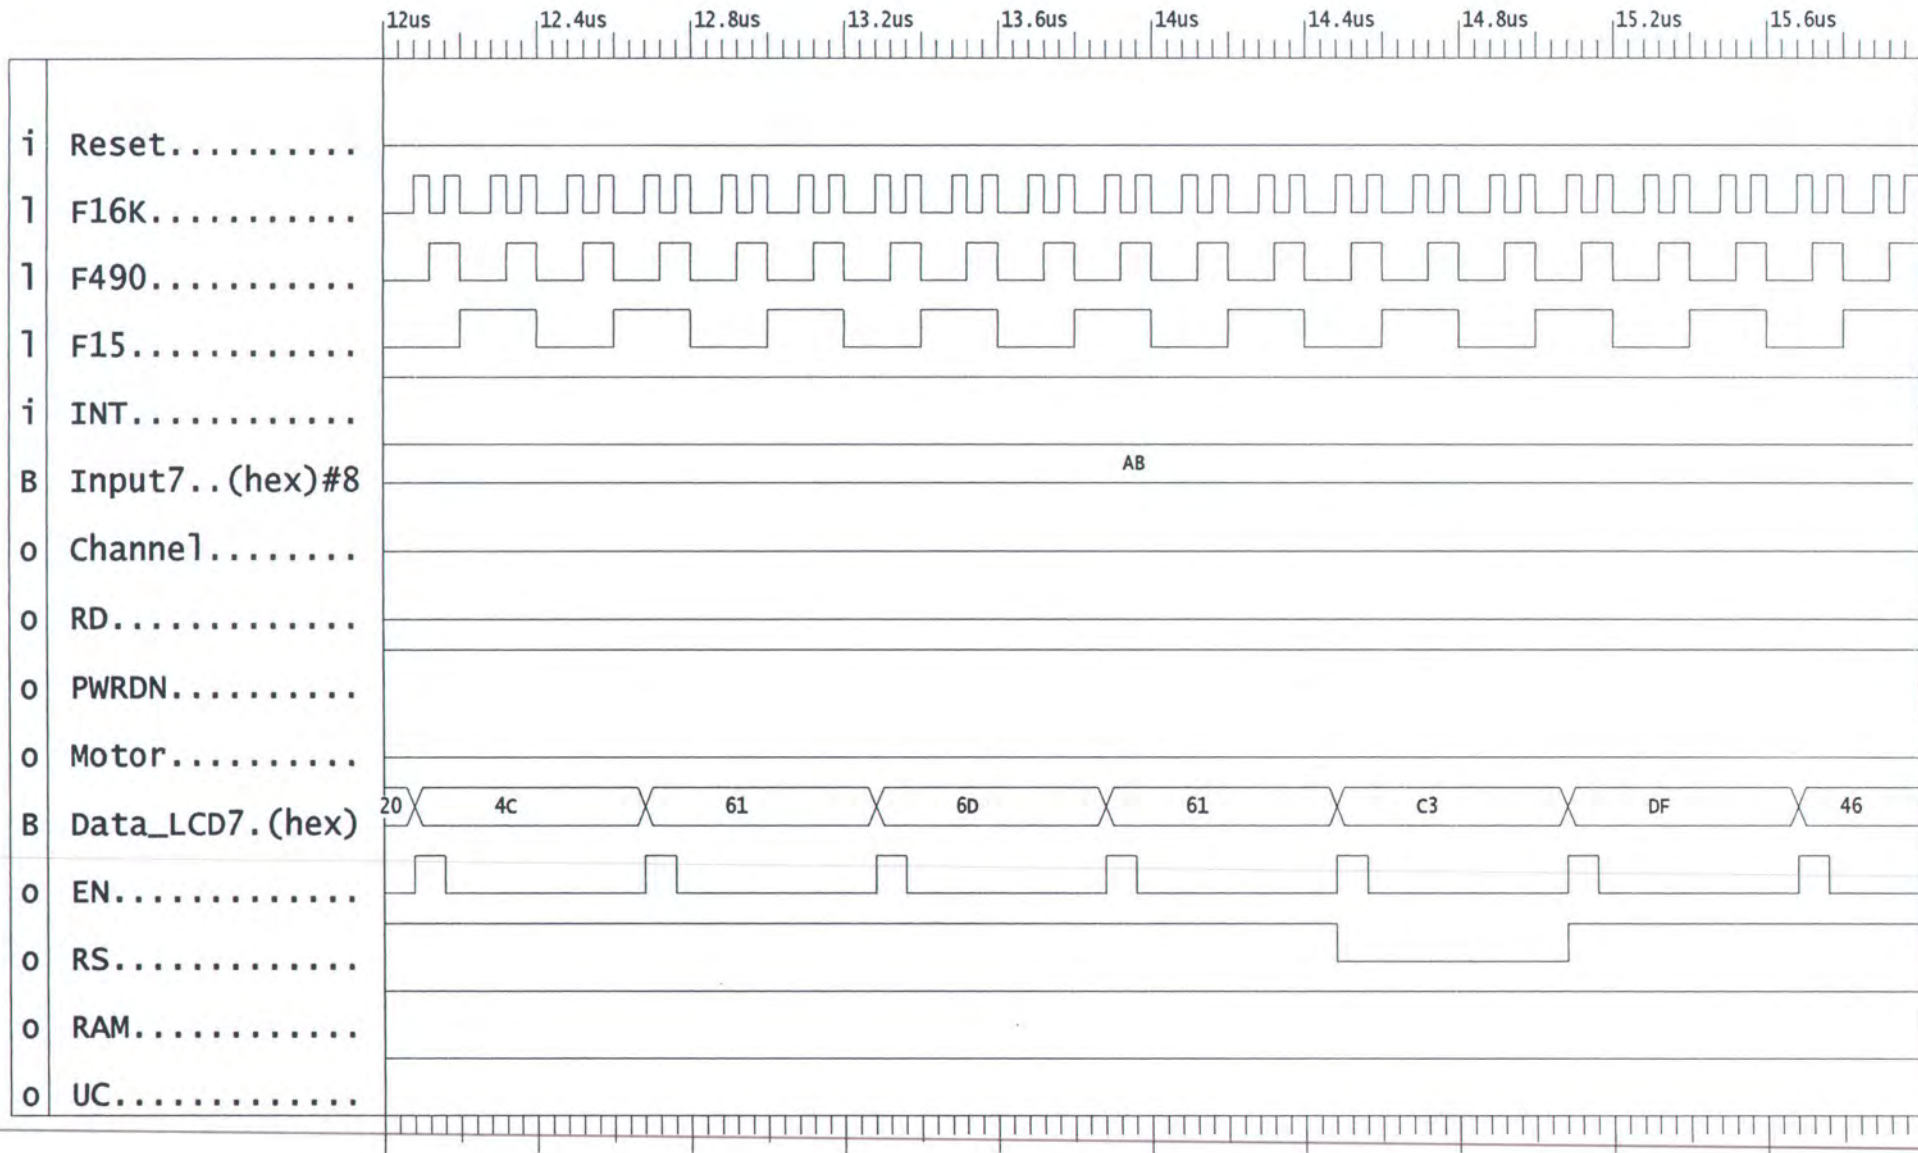 12us 12.4us 12.8us 13.2us 13.6us 14us 14.4us 14.8us 15.2us 15.6us
i Reset..........
l F16K...........
l F490...........
l F15............
i INT............
B Input7..(hex)#8 AB
o Channel........
o RD.............
o PWRDN..........
o Motor..........
B Data_LCD7.(hex) 20 4C 61 6D 61 C3 DF 46
o EN.............
o RS.............
o RAM............
o UC.............